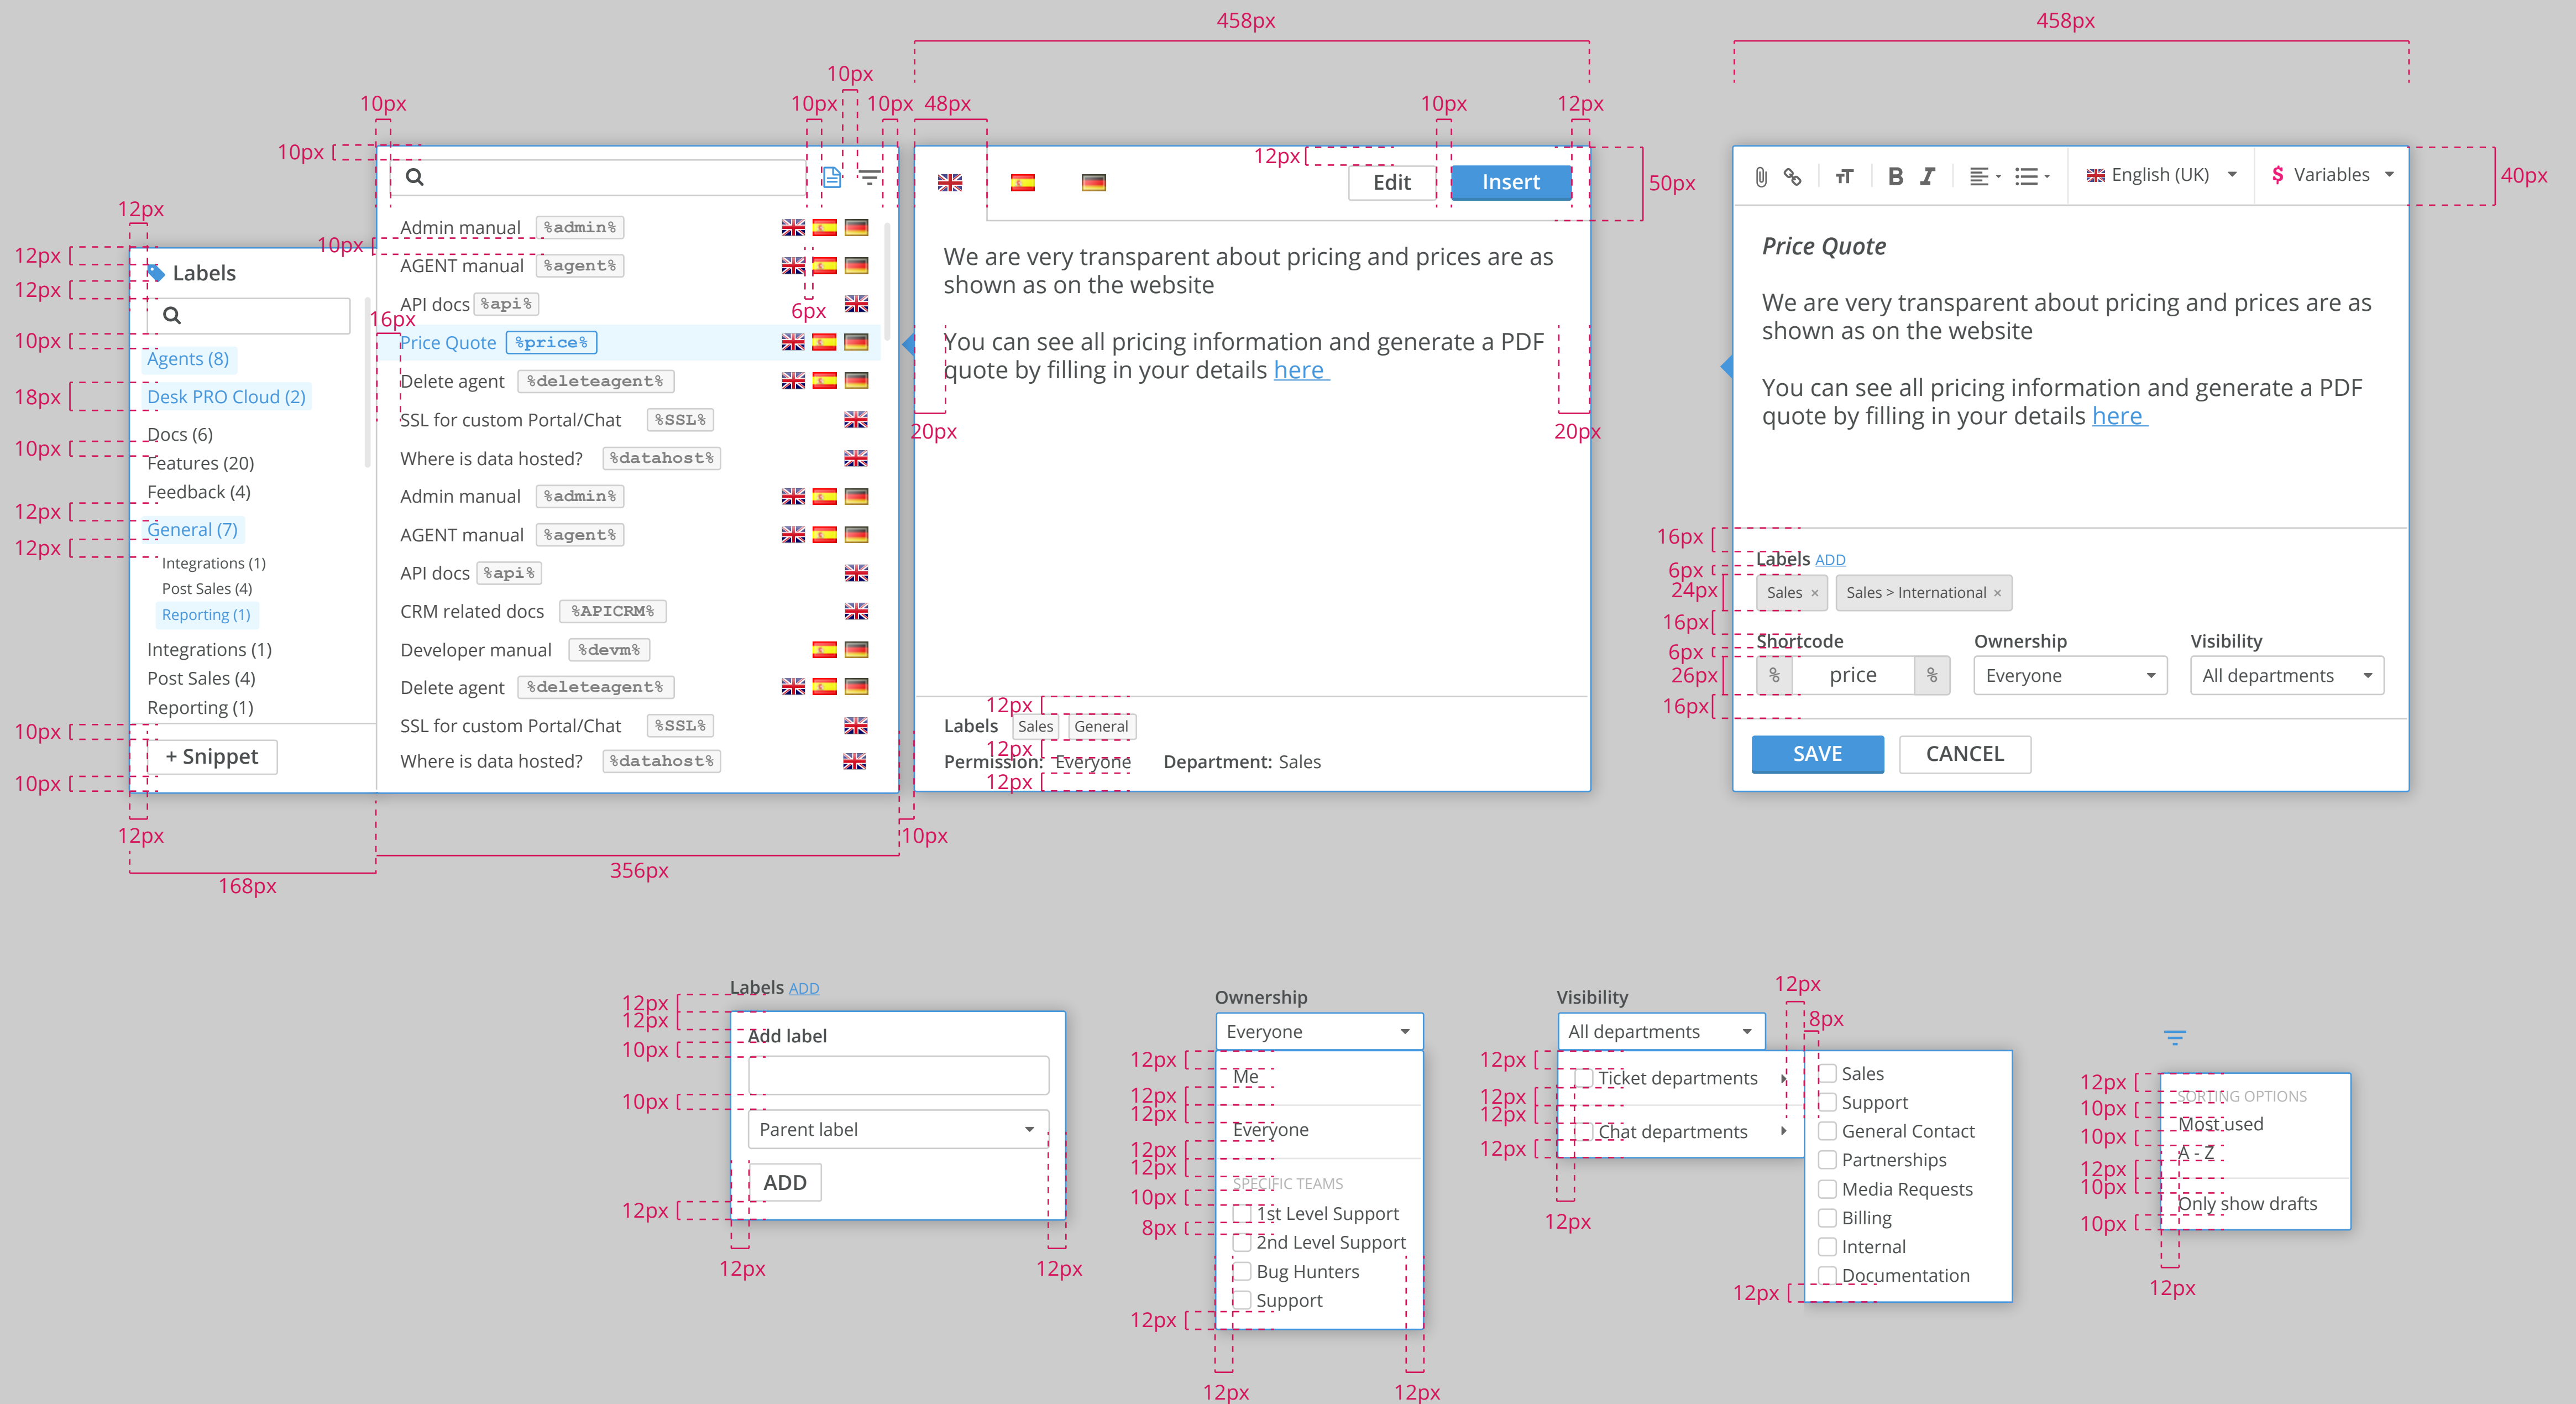 458px
458px
10px
10px
10px
10px
48px
10px
12px
10px
12px
50px
40px
Edit
Insert
English (UK)
$ Variables
12px
12px
12px
10px
18px
10px
12px
12px
10px
10px
12px
168px
Labels
Agents (8)
Desk PRO Cloud (2)
Docs (6)
Features (20)
Feedback (4)
General (7)
Integrations (1)
Post Sales (4)
Reporting (1)
Integrations (1)
Post Sales (4)
Reporting (1)
+ Snippet
10px
16px
6px
Admin manual %admin%
AGENT manual %agent%
API docs %api%
Price Quote %price%
Delete agent %deleteagent%
SSL for custom Portal/Chat %SSL%
Where is data hosted? %datahost%
Admin manual %admin%
AGENT manual %agent%
API docs %api%
CRM related docs %APICRM%
Developer manual %devm%
Delete agent %deleteagent%
SSL for custom Portal/Chat %SSL%
Where is data hosted? %datahost%
356px
10px
We are very transparent about pricing and prices are as
shown as on the website
You can see all pricing information and generate a PDF
quote by filling in your details here
20px
20px
12px
Labels Sales General
12px
Permission: Everyone Department: Sales
12px
Price Quote
We are very transparent about pricing and prices are as
shown as on the website
You can see all pricing information and generate a PDF
quote by filling in your details here
16px
Labels ADD
6px
24px
Sales ×
Sales > International ×
16px
Shortcode
Ownership
Visibility
6px
26px
% price %
Everyone
All departments
16px
SAVE
CANCEL
Labels ADD
12px
12px
Add label
10px
10px
Parent label
ADD
12px
12px
12px
Ownership
Everyone
12px
Me
12px
12px
Everyone
12px
12px
SPECIFIC TEAMS
10px
1st Level Support
8px
2nd Level Support
Bug Hunters
Support
12px
12px
12px
Visibility
All departments
12px
8px
12px
Ticket departments
12px
12px
Chat departments
12px
12px
Sales
Support
General Contact
Partnerships
Media Requests
Billing
Internal
Documentation
12px
12px
SORTING OPTIONS
10px
Most used
10px
A - Z
12px
10px
Only show drafts
10px
12px